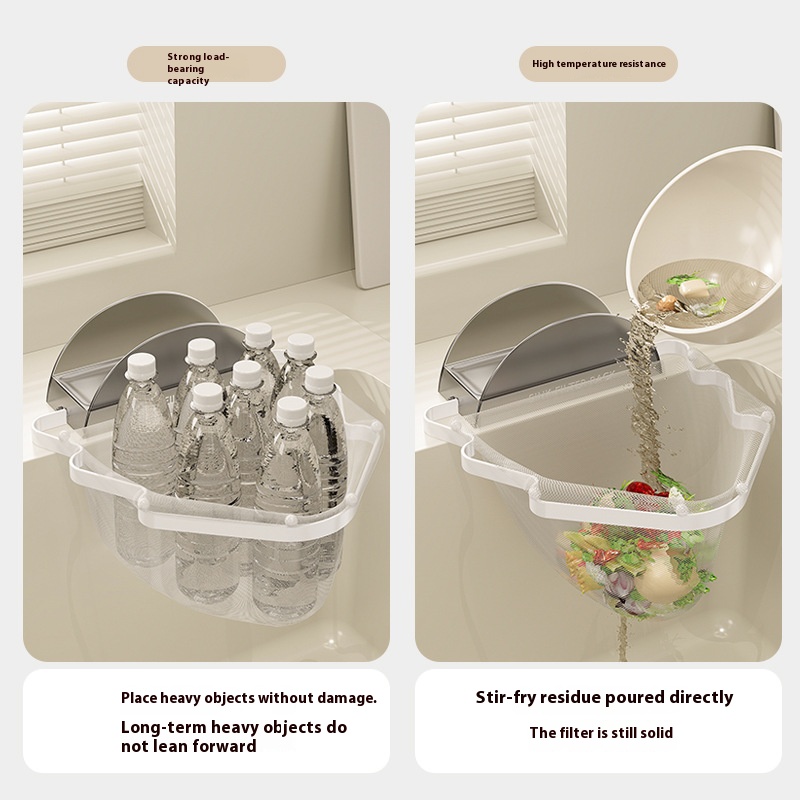 Strong load-
bearing
capacity
High temperature resistance
Place heavy objects without damage.
Long-term heavy objects do
not lean forward
Stir-fry residue poured directly
The filter is still solid